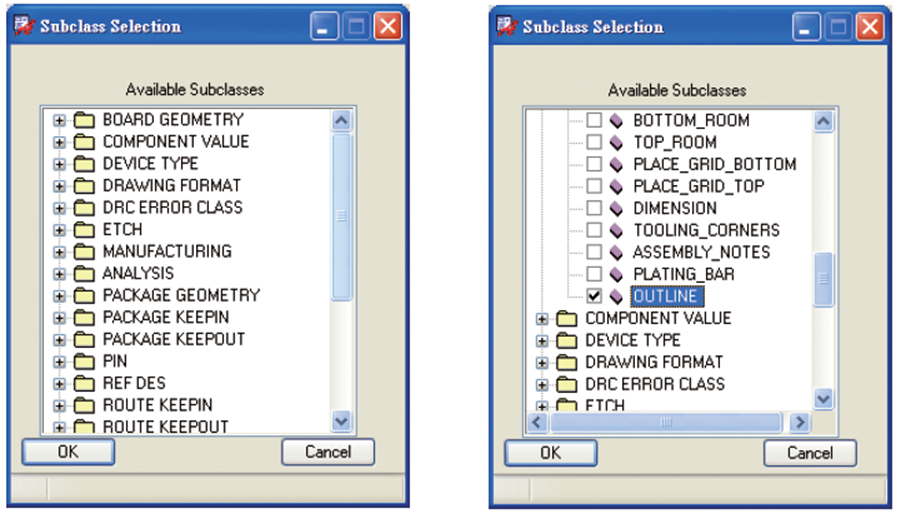 Subclass Selection
Available Subclasses
BOARD GEOMETRY
COMPONENT VALUE
DEVICE TYPE
DRAWING FORMAT
DRC ERROR CLASS
ETCH
MANUFACTURING
ANALYSIS
PACKAGE GEOMETRY
PACKAGE KEEPIN
PACKAGE KEEPOUT
PIN
REF DES
ROUTE KEEPIN
ROUTE KEEPOUT
OK Cancel
Subclass Selection
Available Subclasses
BOTTOM_ROOM
TOP_ROOM
PLACE_GRID_BOTTOM
PLACE_GRID_TOP
DIMENSION
TOOLING_CORNERS
ASSEMBLY_NOTES
PLATING_BAR
OUTLINE
COMPONENT VALUE
DEVICE TYPE
DRAWING FORMAT
DRC ERROR CLASS
ETCH
OK Cancel